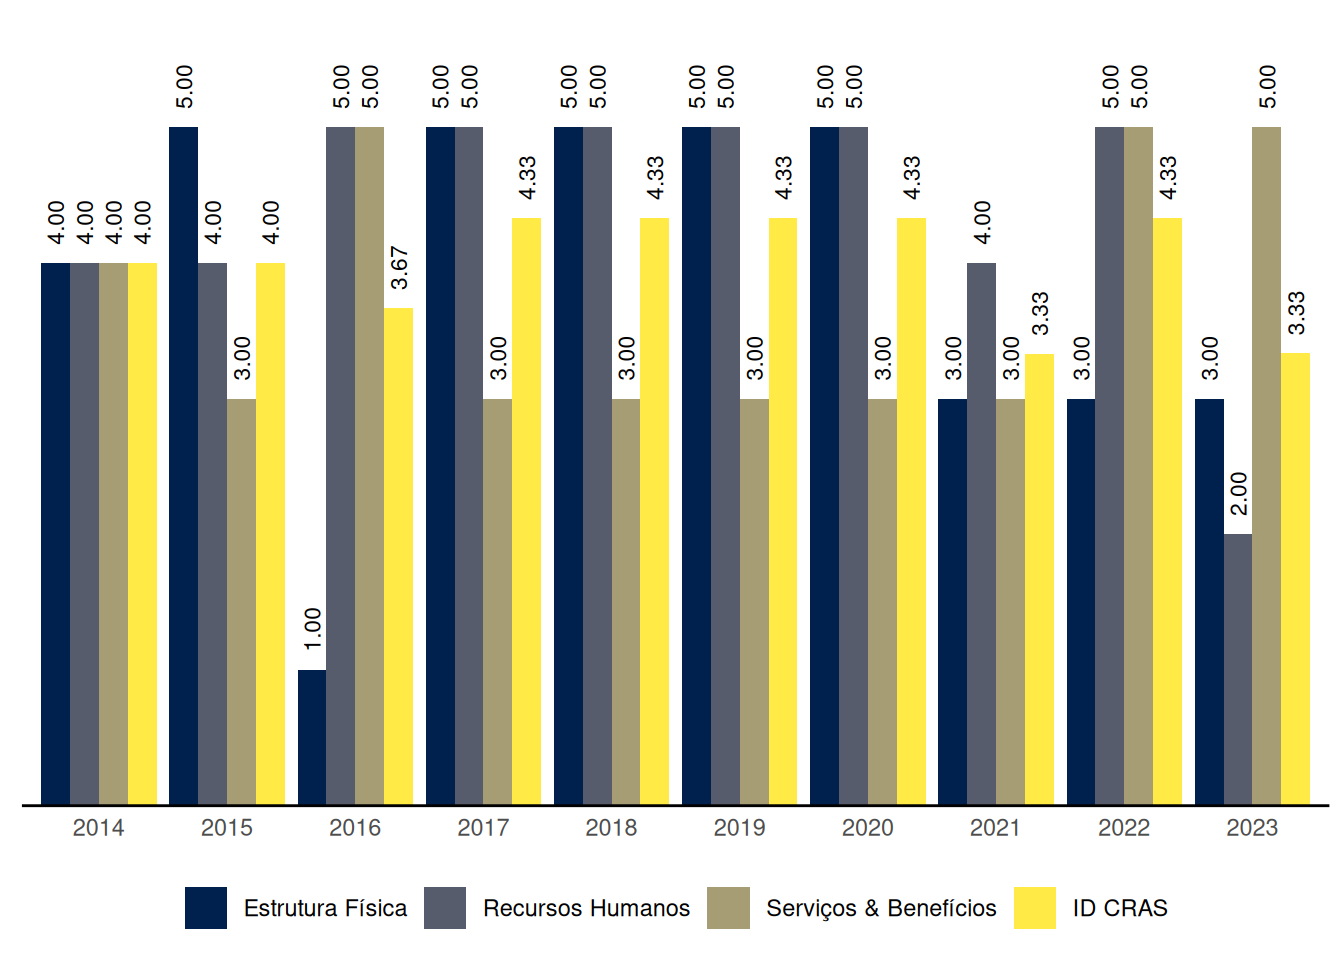 5.00 5.00 5.00 5.00 5.00 5.00 5.00 5.00 5.00 5.00 5.00 5.00 5.00 5.00
4.33 4.33 4.33 4.33 4.33
4.00 4.00 4.00 4.00 4.00 4.00 4.00
3.67
3.33 3.33
3.00 3.00 3.00 3.00 3.00 3.00 3.00 3.00 3.00
2.00
1.00
2014 2015 2016 2017 2018 2019 2020 2021 2022 2023
Estrutura Física Recursos Humanos Serviços & Benefícios ID CRAS